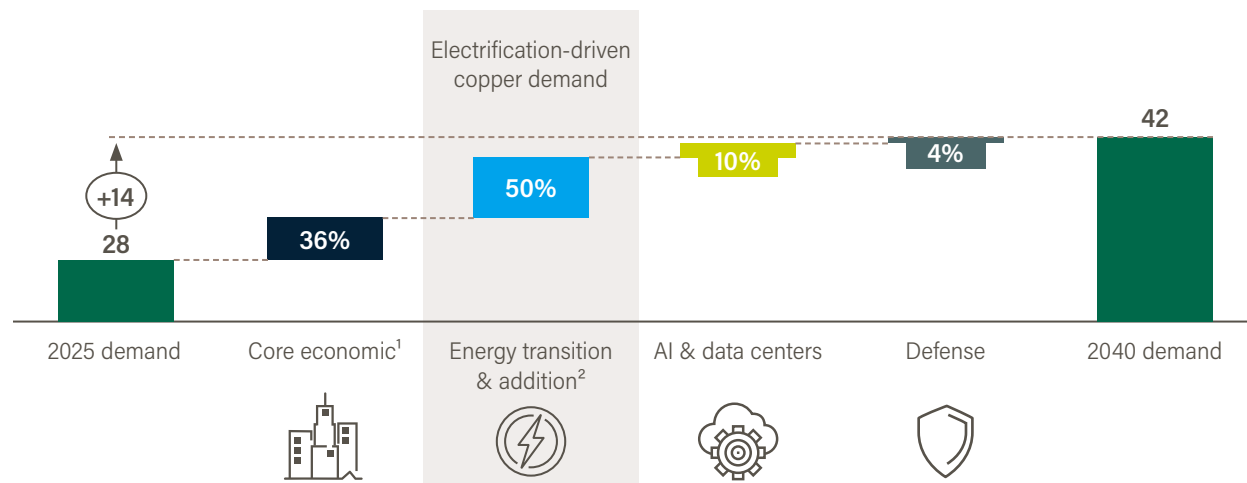 Electrification-driven
copper demand
42
+14
28
36%
50%
10%
4%
2025 demand
Core economic¹
Energy transition
& addition²
AI & data centers
Defense
2040 demand